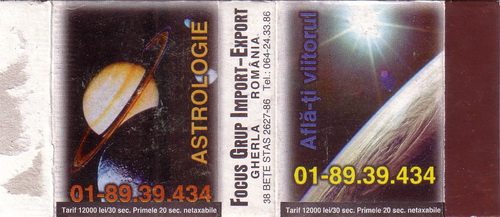 ASTROLOGIE
01-89.39.434
Tarif 12000 lei/30 sec. Primele 20 sec. netaxabile
FOCUS GRUP IMPORT-EXPORT
GHERLA ROMÂNIA
38 BETE STAS 2627-86 Tel.: 064-24.33.86
Află-ţi viitorul
01-89.39.434
Tarif 12000 lei/30 sec. Primele 20 sec. netaxabile